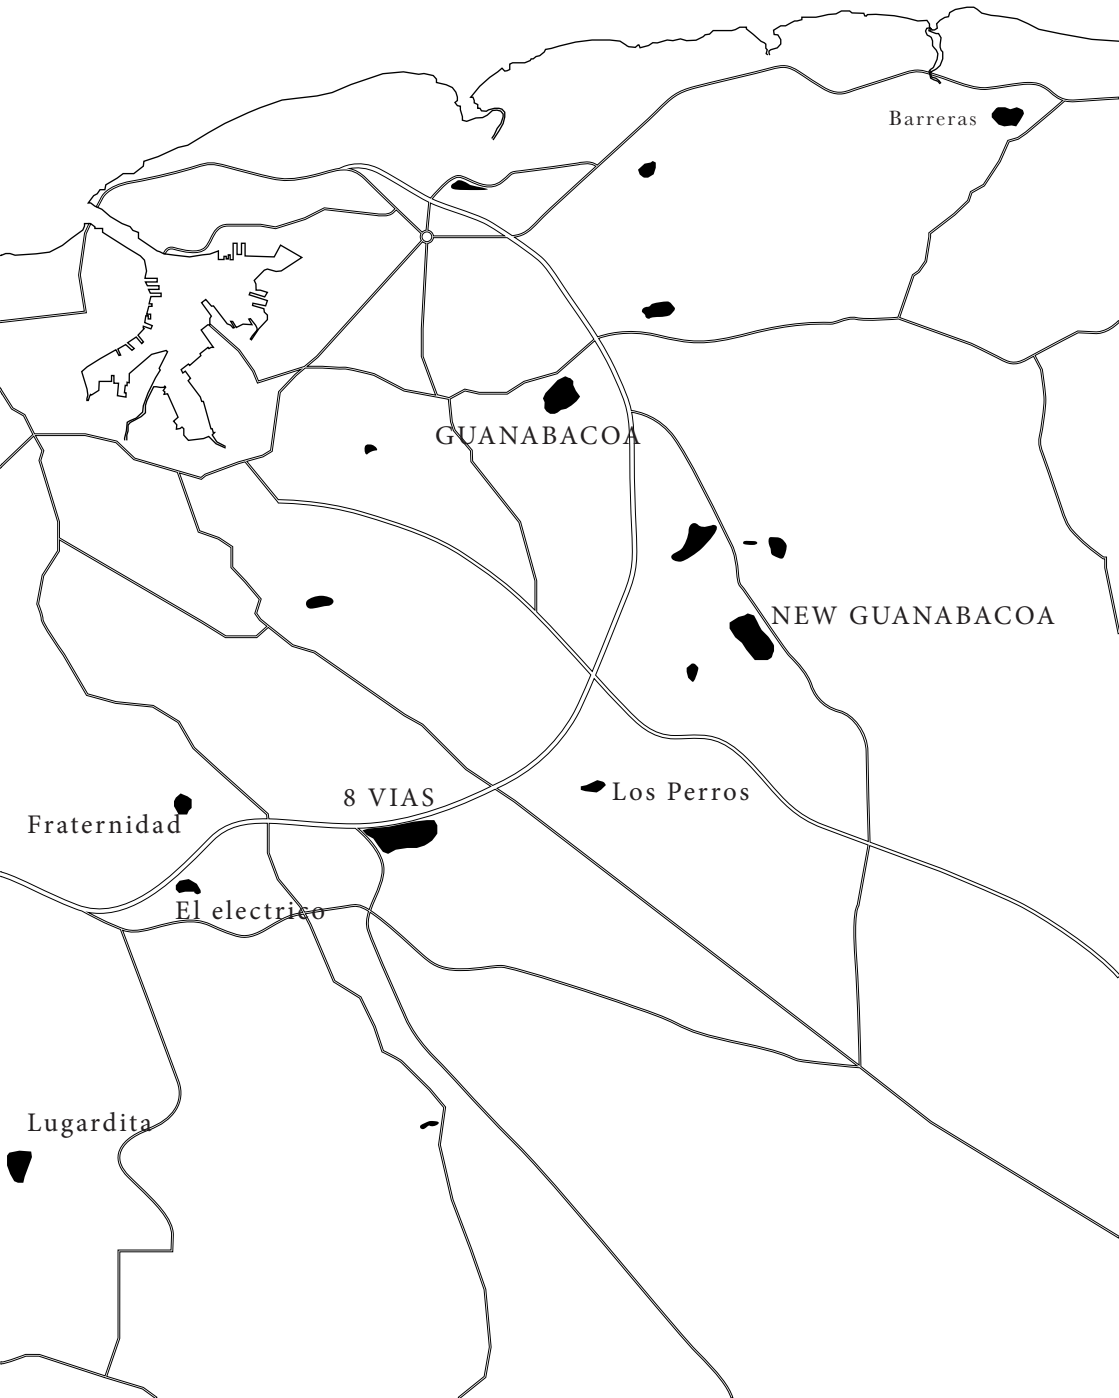 Barreras
GUANABACOA
NEW GUANABACOA
Los Perros
8 VIAS
Fraternidad
El electrico
Lugardita